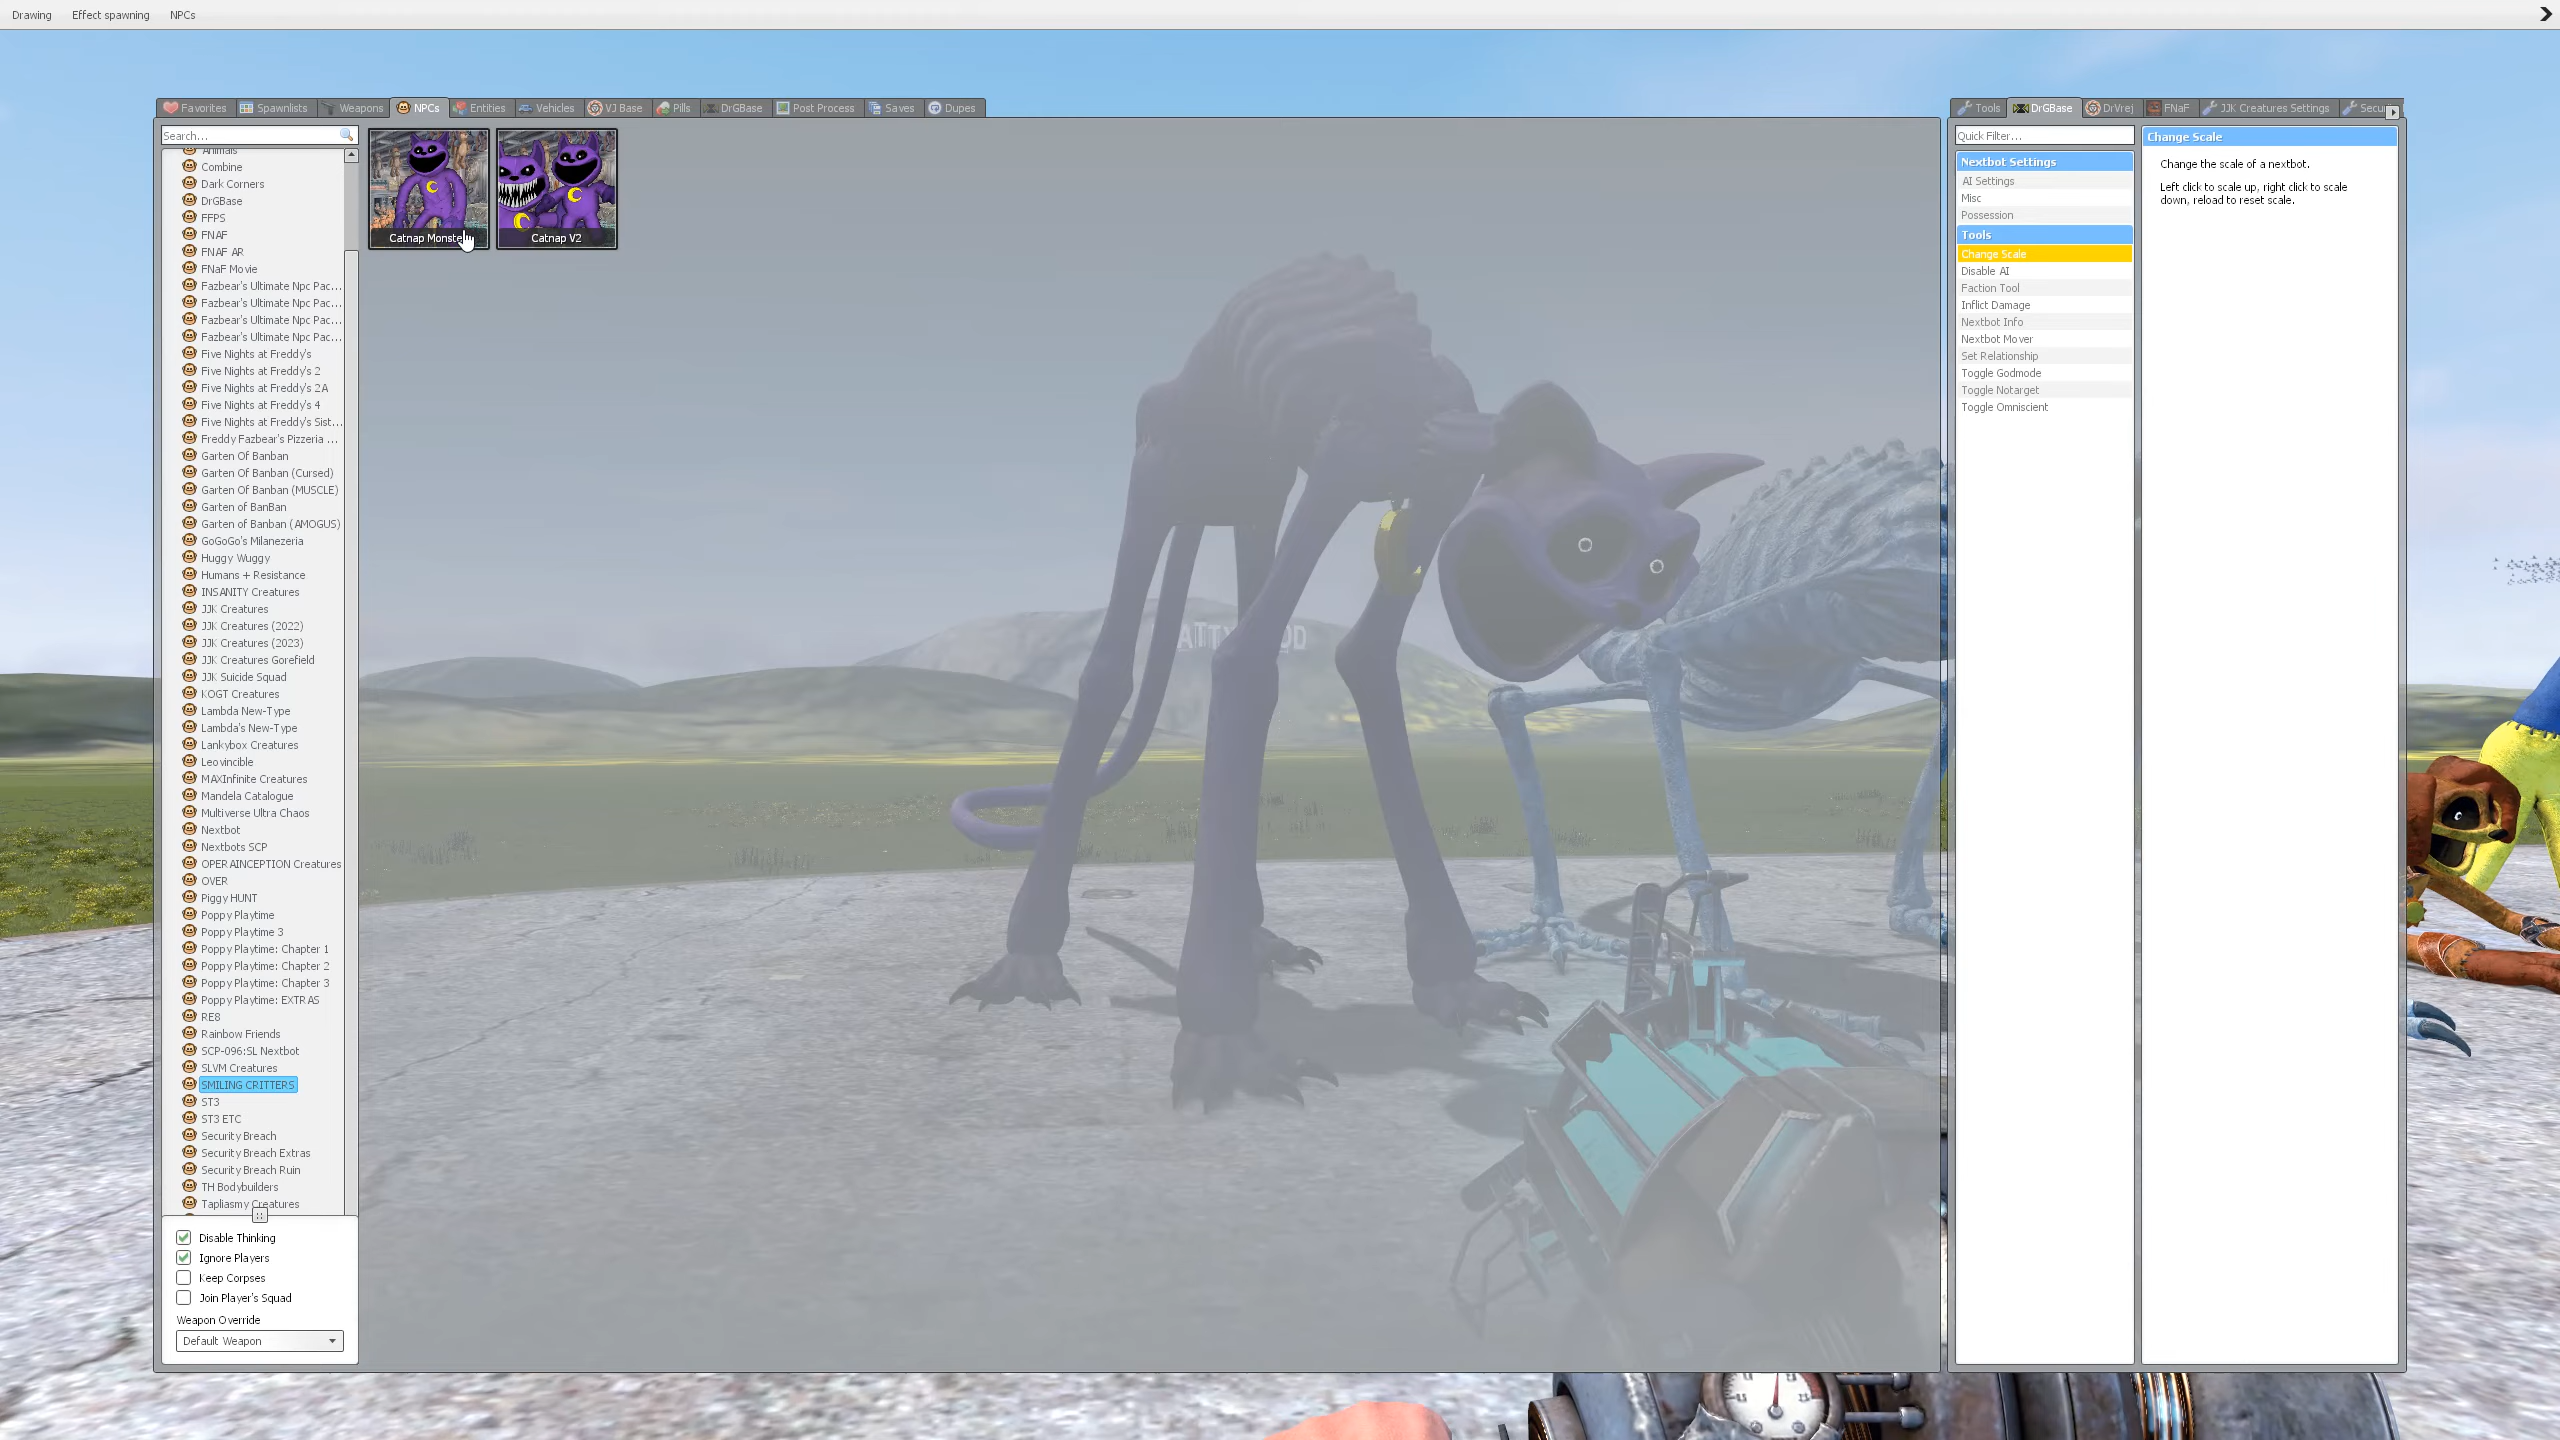 Drawing Effect spawning NPCs
Favorites Spawnlists Weapons NPCs Entities Vehicles VJ Base Pills DrGBase Post Process Saves Dupes
Search...
Animals
Combine
Dark Corners
DrGBase
FFPS
FNAF
FNAF AR
FNaF Movie
Fazbear's Ultimate Npc Pac...
Fazbear's Ultimate Npc Pac...
Fazbear's Ultimate Npc Pac...
Fazbear's Ultimate Npc Pac...
Five Nights at Freddy's
Five Nights at Freddy's 2
Five Nights at Freddy's 2A
Five Nights at Freddy's 4
Five Nights at Freddy's Sist...
Freddy Fazbear's Pizzeria ...
Garten Of Banban
Garten Of Banban (Cursed)
Garten Of Banban (MUSCLE)
Garten of BanBan
Garten of Banban (AMOGUS)
GoGoGo's Milanezeria
Huggy Wuggy
Humans + Resistance
INSANITY Creatures
JJK Creatures
JJK Creatures (2022)
JJK Creatures (2023)
JJK Creatures Gorefield
JJK Suicide Squad
KOGT Creatures
Lambda New-Type
Lambda's New-Type
Lankybox Creatures
Leovincible
MAXInfinite Creatures
Mandela Catalogue
Multiverse Ultra Chaos
Nextbot
Nextbots SCP
OPERAINCEPTION Creatures
OVER
Piggy HUNT
Poppy Playtime
Poppy Playtime 3
Poppy Playtime: Chapter 1
Poppy Playtime: Chapter 2
Poppy Playtime: Chapter 3
Poppy Playtime: EXTRAS
RE8
Rainbow Friends
SCP-096:SL Nextbot
SLVM Creatures
SMILING CRITTERS
ST3
ST3 ETC
Security Breach
Security Breach Extras
Security Breach Ruin
TH Bodybuilders
Tapliasmy Creatures
Disable Thinking
Ignore Players
Keep Corpses
Join Player's Squad
Weapon Override
Default Weapon
Catnap Monste
Catnap V2
Tools DrGBase DrVrej FNaF JJK Creatures Settings Secur
Quick Filter...
Nextbot Settings
AI Settings
Misc
Possession
Tools
Change Scale
Disable AI
Faction Tool
Inflict Damage
Nextbot Info
Nextbot Mover
Set Relationship
Toggle Godmode
Toggle Notarget
Toggle Omniscient
Change Scale
Change the scale of a nextbot.
Left click to scale up, right click to scale
down, reload to reset scale.